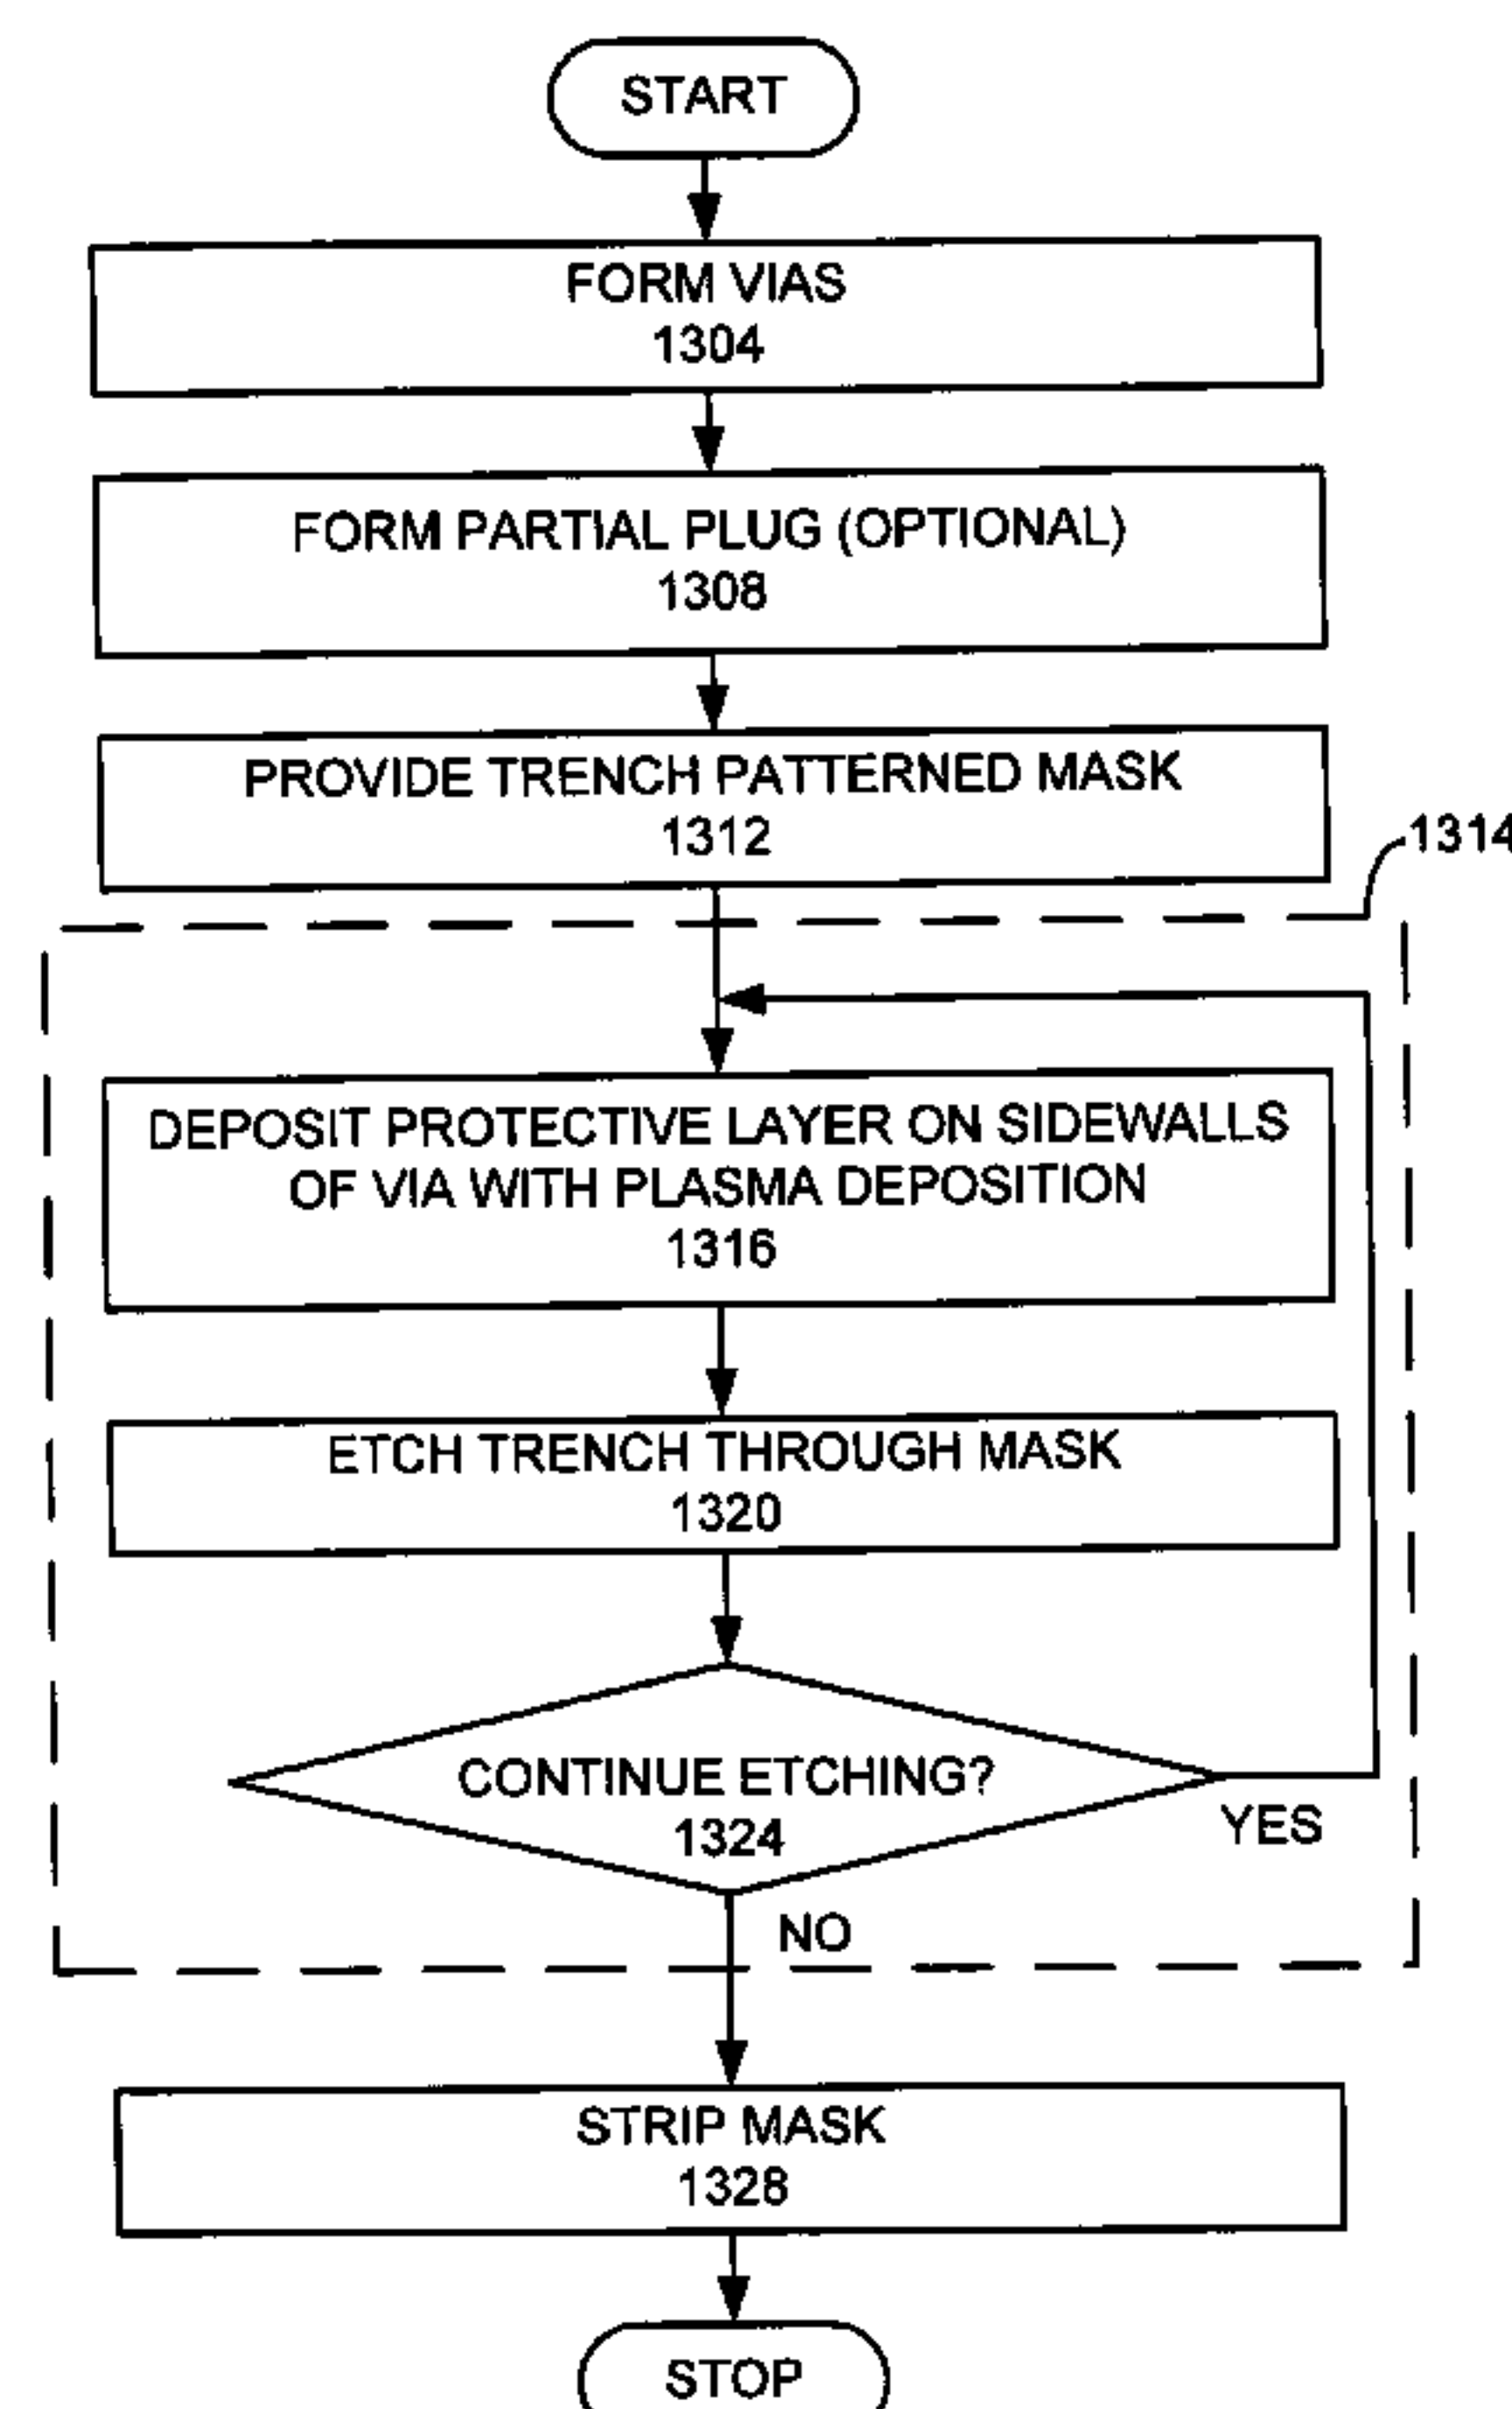 START
FORM VIAS
1304
FORM PARTIAL PLUG (OPTIONAL)
1308
PROVIDE TRENCH PATTERNED MASK
1312
1314
DEPOSIT PROTECTIVE LAYER ON SIDEWALLS
OF VIA WITH PLASMA DEPOSITION
1316
ETCH TRENCH THROUGH MASK
1320
CONTINUE ETCHING?
1324
YES
NO
STRIP MASK
1328
STOP